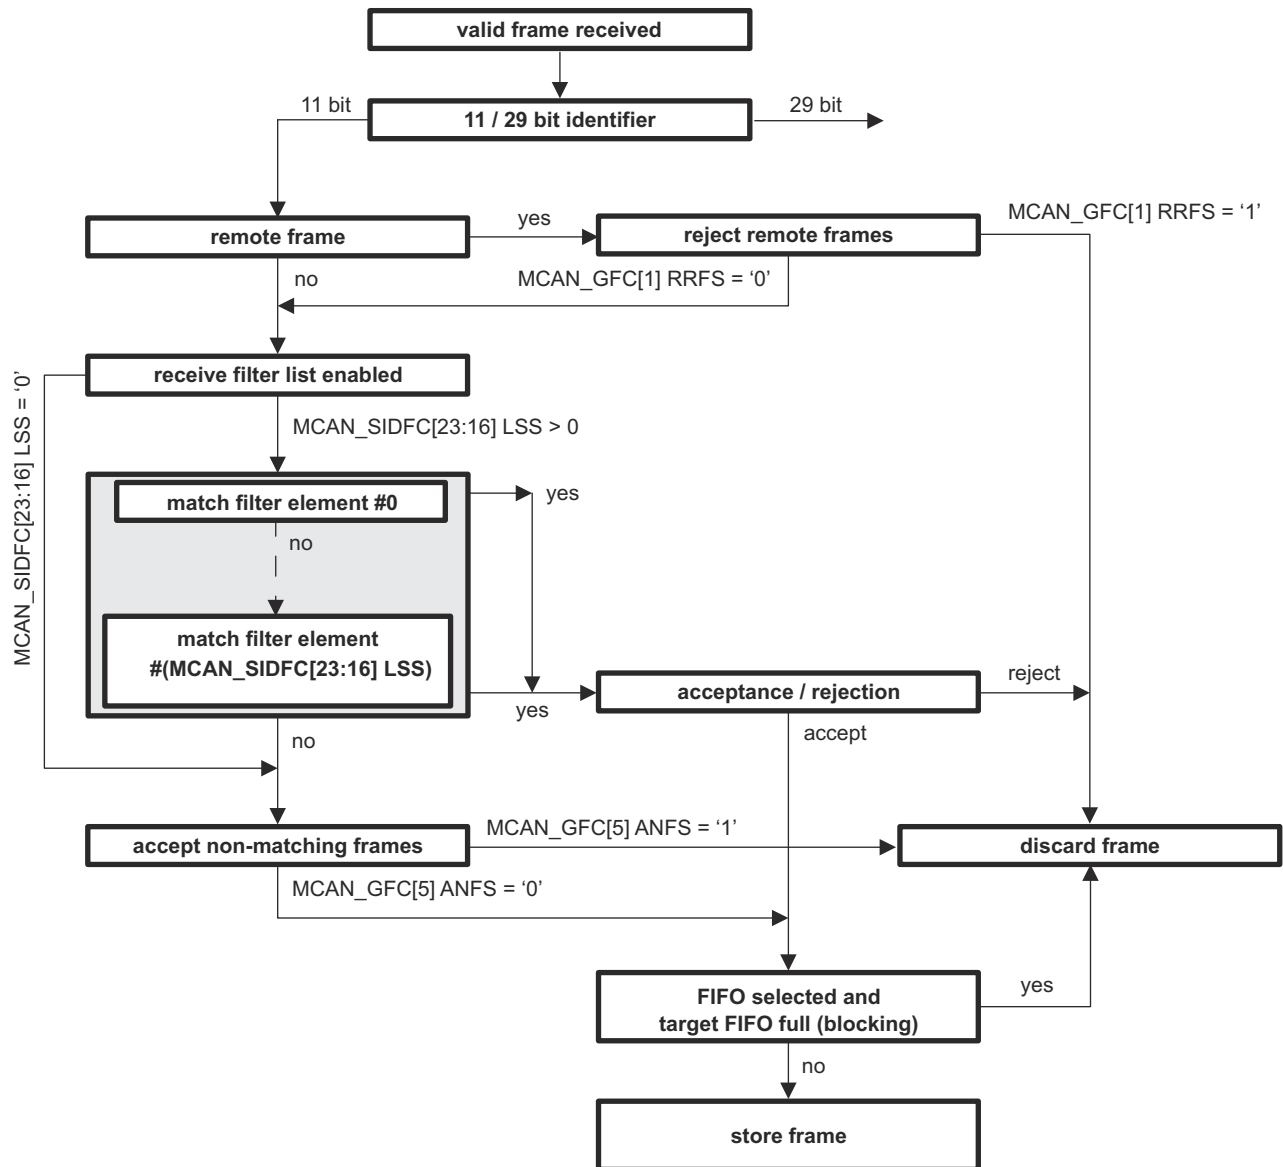 valid frame received
11 bit
11 / 29 bit identifier
29 bit
remote frame
yes
reject remote frames
MCAN_GFC[1] RRFS = ‘1’
no
MCAN_GFC[1] RRFS = ‘0’
receive filter list enabled
MCAN_SIDFC[23:16] LSS = ‘0’
MCAN_SIDFC[23:16] LSS > 0
match filter element #0
yes
no
match filter element
#(MCAN_SIDFC[23:16] LSS)
yes
acceptance / rejection
reject
no
accept
accept non-matching frames
MCAN_GFC[5] ANFS = ‘1’
discard frame
MCAN_GFC[5] ANFS = ‘0’
FIFO selected and
target FIFO full (blocking)
yes
no
store frame